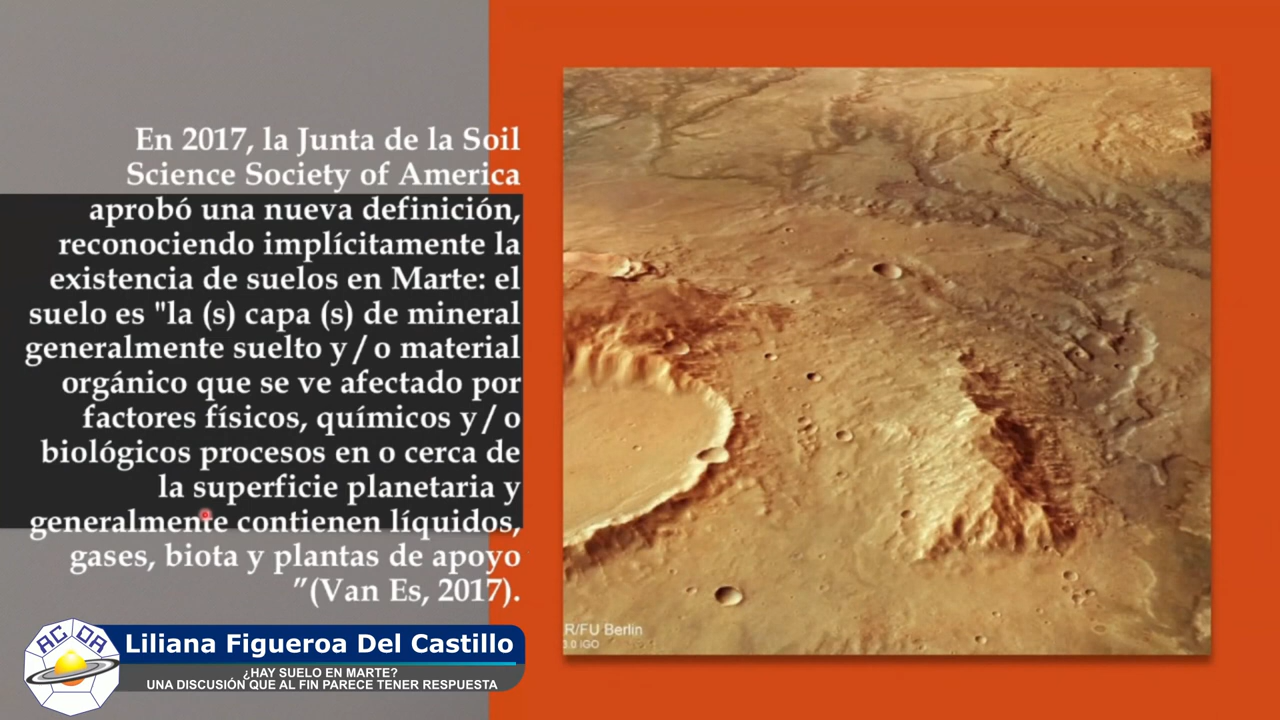 En 2017, la Junta de la Soil
Science Society of America
aprobó una nueva definición,
reconociendo implícitamente la
existencia de suelos en Marte: el
suelo es "la (s) capa (s) de mineral
generalmente suelto y / o material
orgánico que se ve afectado por
factores físicos, químicos y / o
biológicos procesos en o cerca de
la superficie planetaria y
generalmente contienen líquidos,
gases, biota y plantas de apoyo
”(Van Es, 2017).
R/FU Berlin
3.0 IGO
ACDA
Liliana Figueroa Del Castillo
¿HAY SUELO EN MARTE?
UNA DISCUSIÓN QUE AL FIN PARECE TENER RESPUESTA